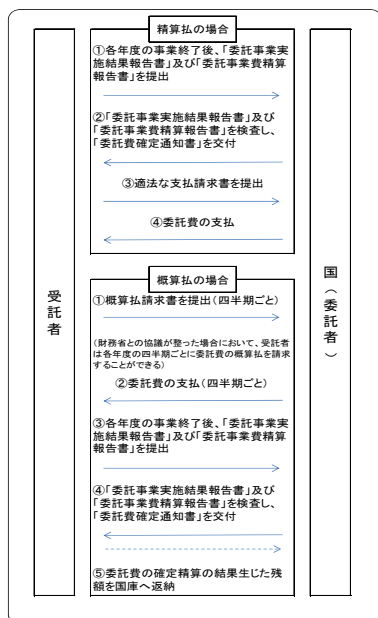 精算払の場合
①各年度の事業終了後、「委託事業実
施結果報告書」及び「委託事業費精算
報告書」を提出
②「委託事業実施結果報告書」及び
「委託事業費精算報告書」を検査し、
「委託費確定通知書」を交付
③適法な支払請求書を提出
④委託費の支払
受託者
国(委託者)
概算払の場合
①概算払請求書を提出(四半期ごと)
(財務省との協議が整った場合において、受託者
は各年度の四半期ごとに委託費の概算払を請求
することができる)
②委託費の支払(四半期ごと)
③各年度の事業終了後、「委託事業実
施結果報告書」及び「委託事業費精算
報告書」を提出
④「委託事業実施結果報告書」及び
「委託事業費精算報告書」を検査し、
「委託費確定通知書」を交付
⑤委託費の確定精算の結果生じた残
額を国庫へ返納